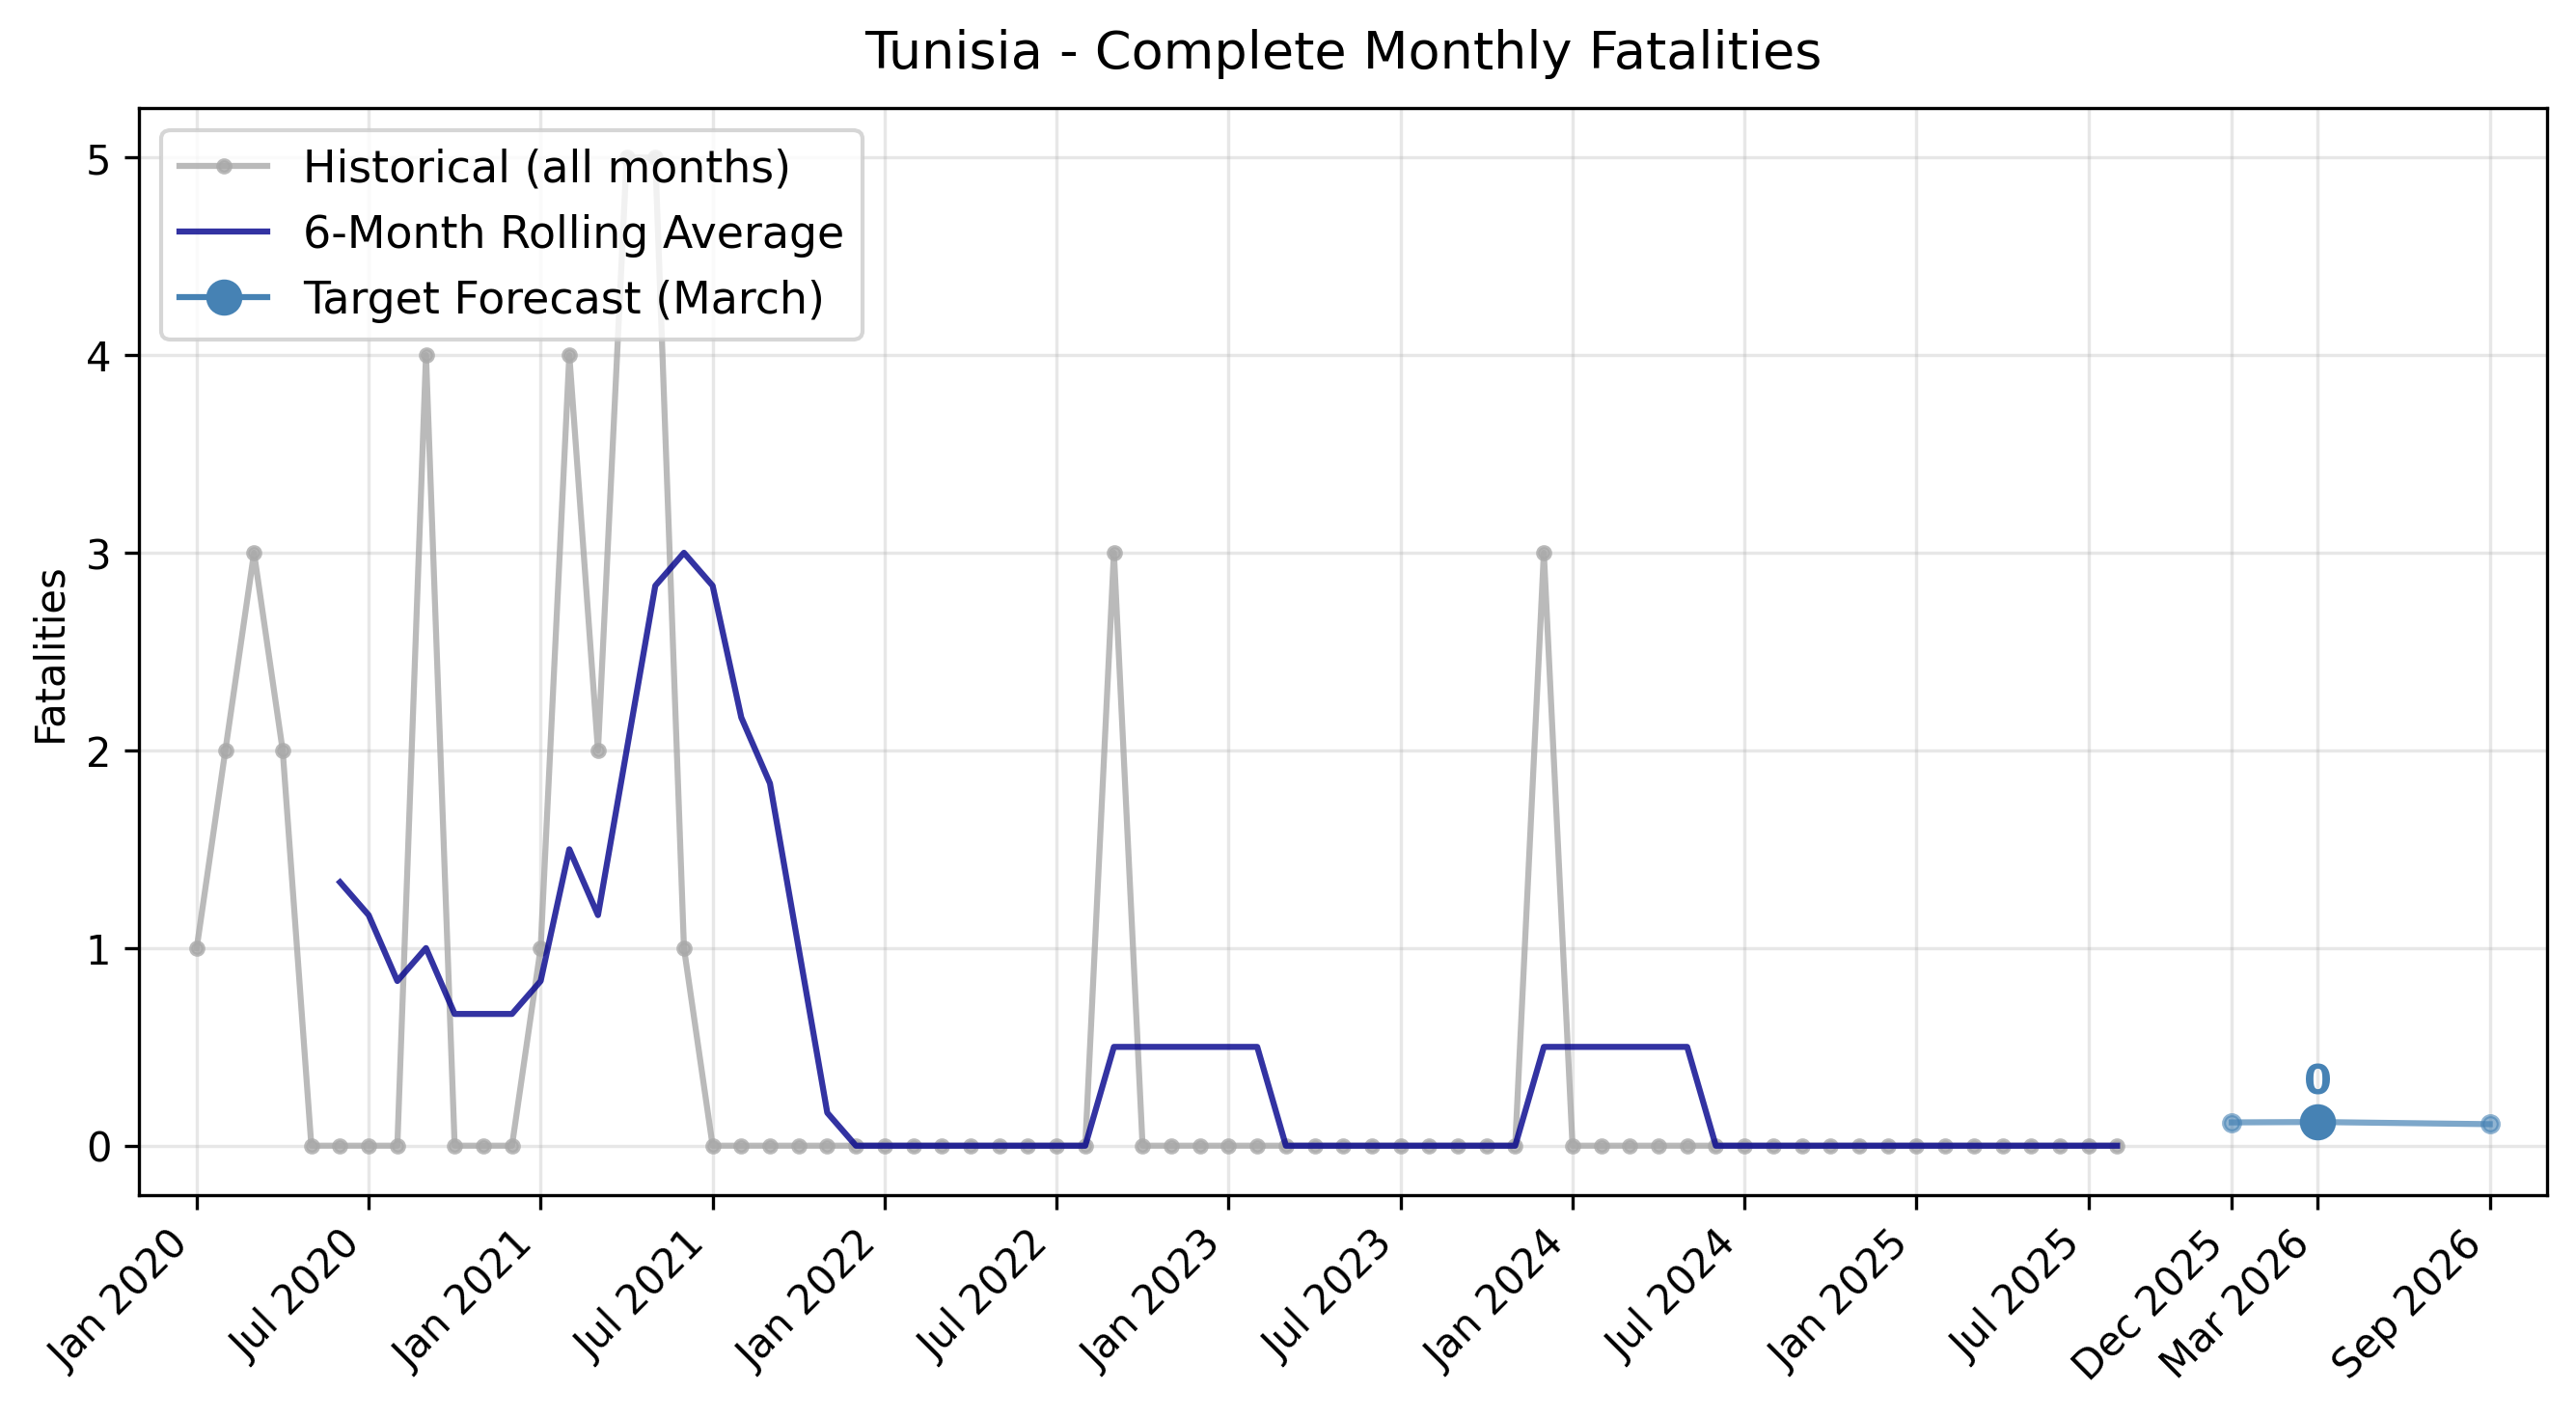 Tunisia - Complete Monthly Fatalities
Historical (all months)
6-Month Rolling Average
Target Forecast (March)
Fatalities
5
4
3
2
1
0
0
Jan 2020
Jul 2020
Jan 2021
Jul 2021
Jan 2022
Jul 2022
Jan 2023
Jul 2023
Jan 2024
Jul 2024
Jan 2025
Jul 2025
Dec 2025
Mar 2026
Sep 2026